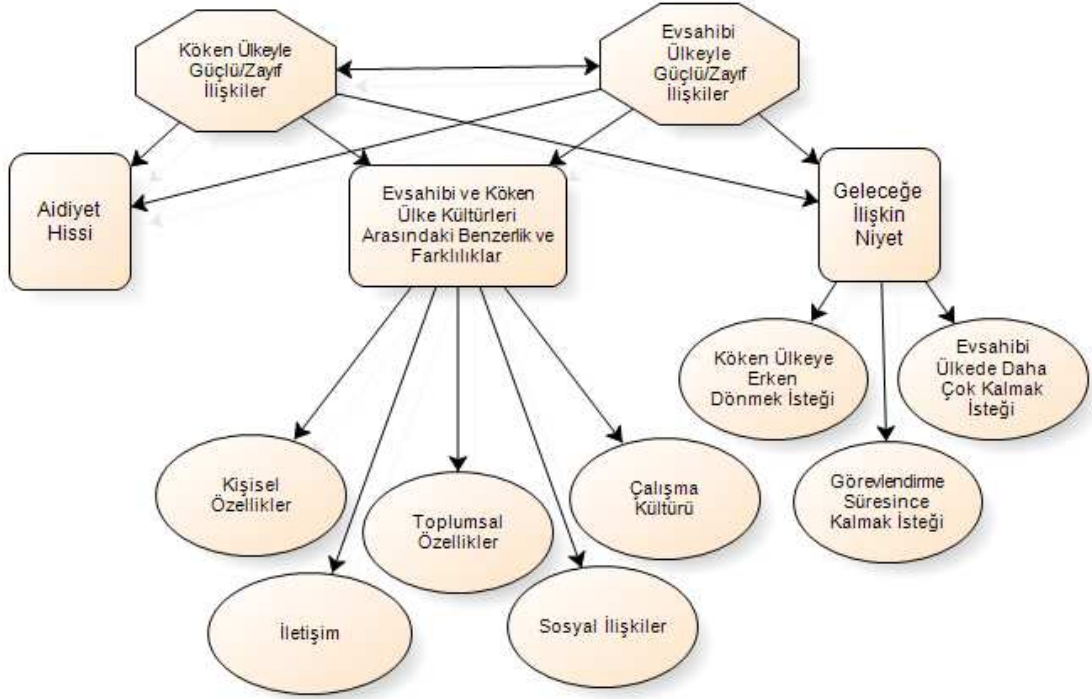 Köken Ülkeyle
Güçlü/Zayıf
İlişkiler
Evsahibi
Ülkeyle
Güçlü/Zayıf
İlişkiler
Aidiyet
Hissi
Evsahibi ve Köken
Ülke Kültürleri
Arasındaki Benzerlik ve
Farklılıklar
Geleceğe
İlişkin
Niyet
Köken Ülkeye
Erken
Dönmek İsteği
Evsahibi
Ülkede Daha
Çok Kalmak
İsteği
Görevlendirme
Süresince
Kalmak İsteği
Kişisel
Özellikler
Toplumsal
Özellikler
Çalışma
Kültürü
İletişim
Sosyal İlişkiler